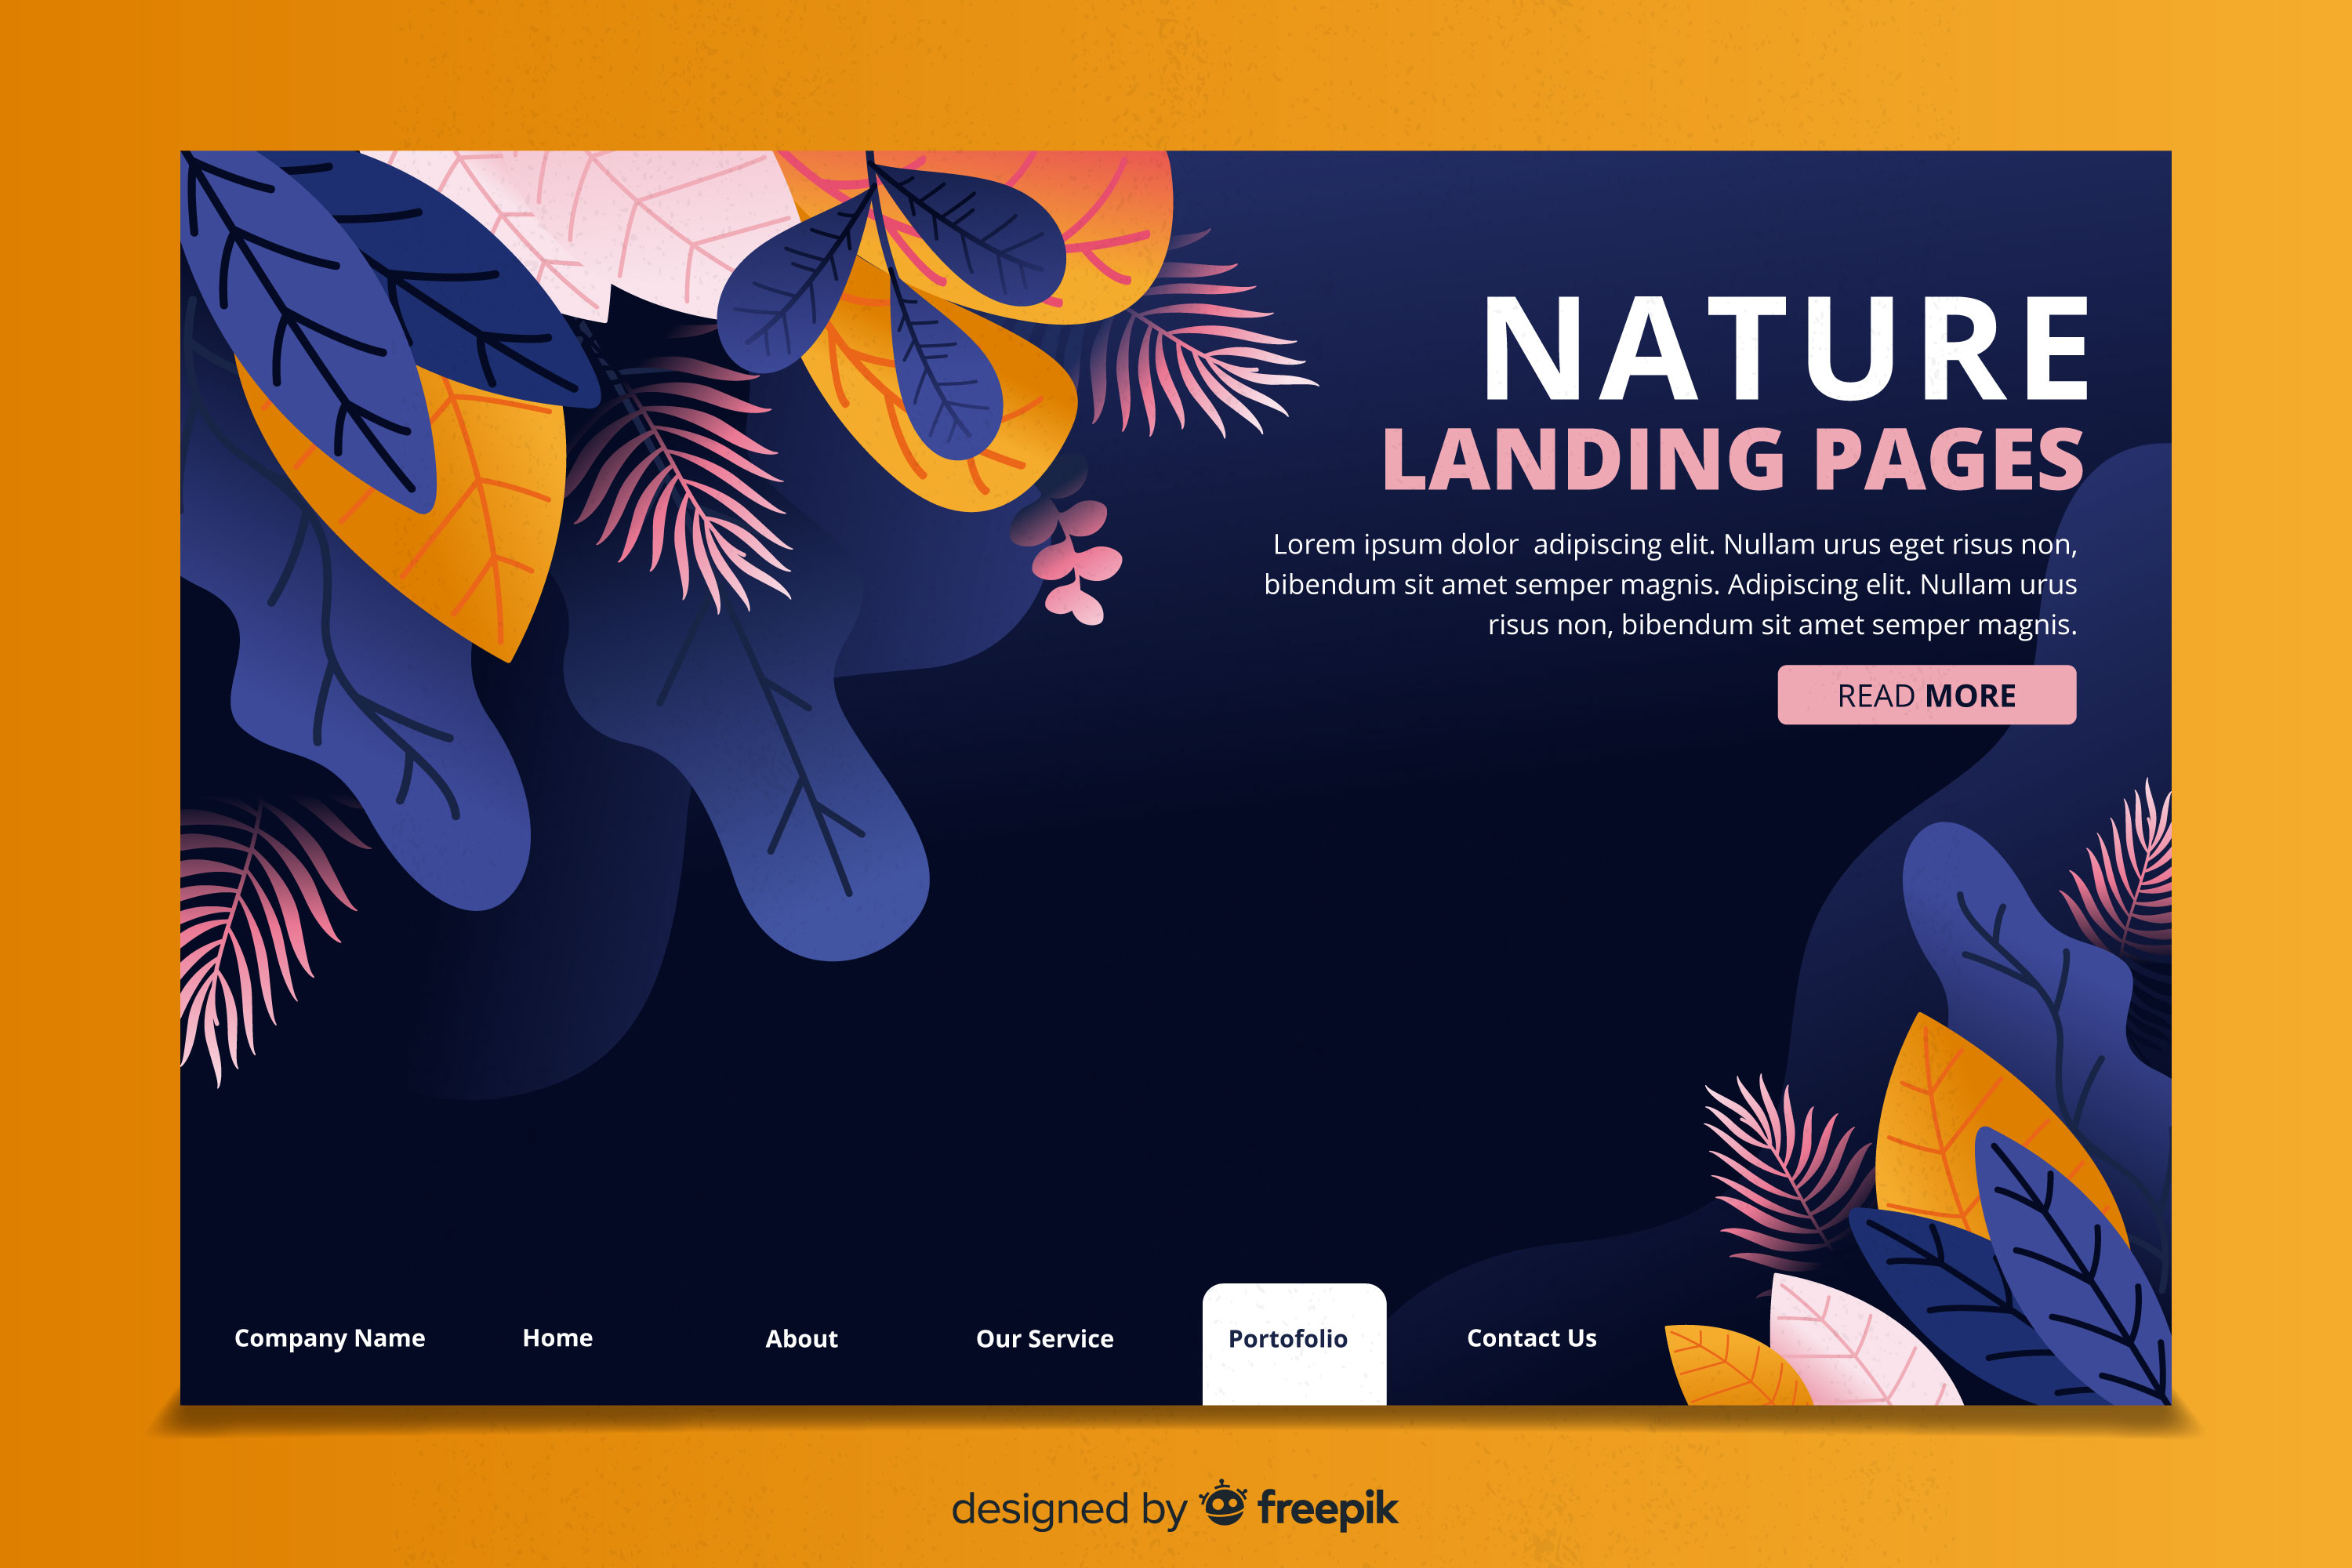 NATURE
LANDING PAGES
Lorem ipsum dolor  adipiscing elit. Nullam urus eget risus non,
bibendum sit amet semper magnis. Adipiscing elit. Nullam urus
risus non, bibendum sit amet semper magnis.
READ MORE
Company Name Home About Our Service Portofolio Contact Us
designed by freepik